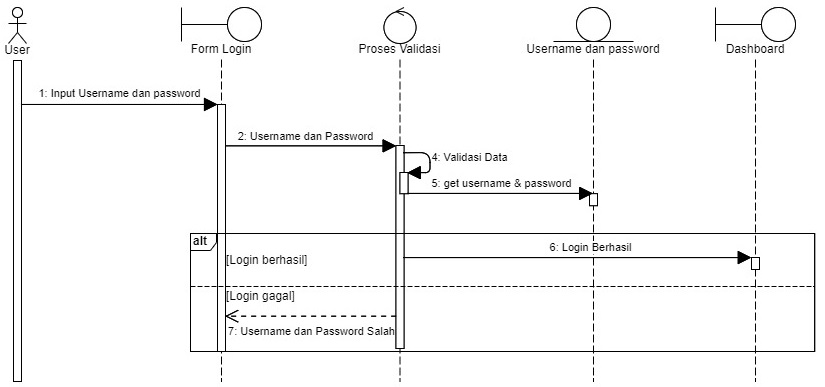 User
Form Login
Proses Validasi
Username dan password
Dashboard
1: Input Username dan password
2: Username dan Password
4: Validasi Data
5: get username & password
alt
6: Login Berhasil
[Login berhasil]
[Login gagal]
7: Username dan Password Salah